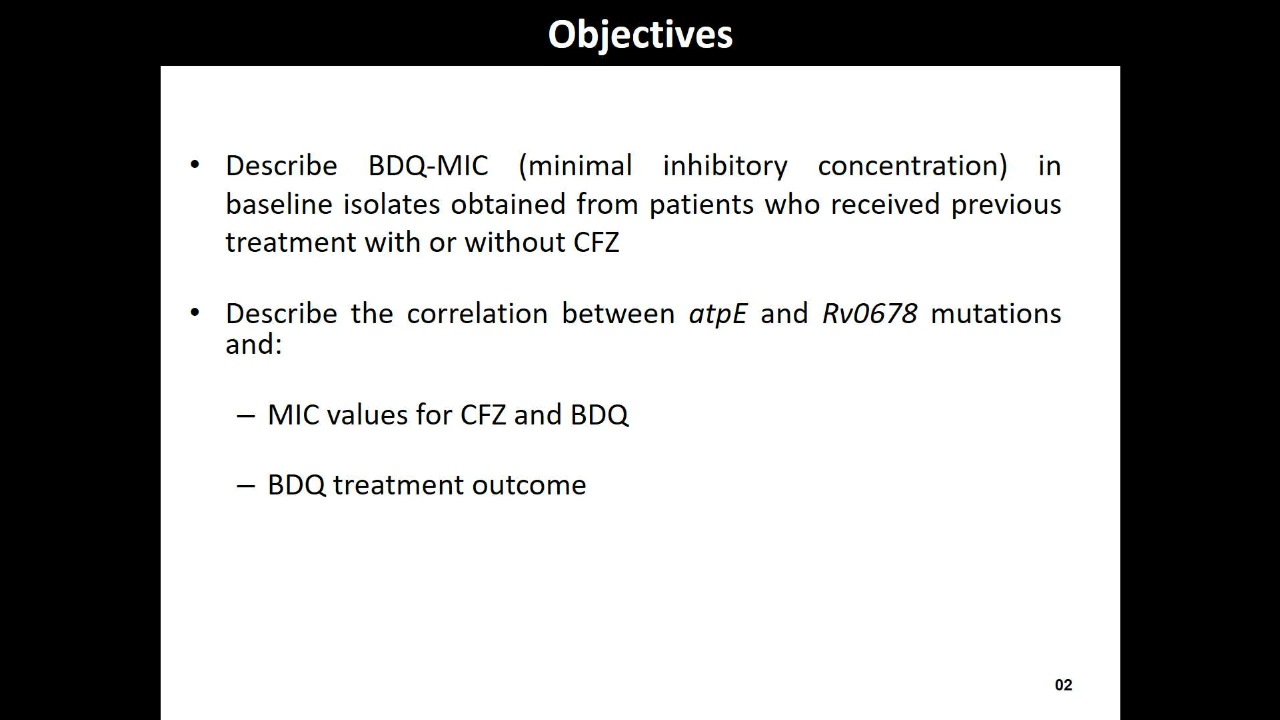 Objectives
• Describe BDQ-MIC (minimal inhibitory concentration) in
baseline isolates obtained from patients who received previous
treatment with or without CFZ
• Describe the correlation between atpE and Rv0678 mutations
and:
– MIC values for CFZ and BDQ
– BDQ treatment outcome
02